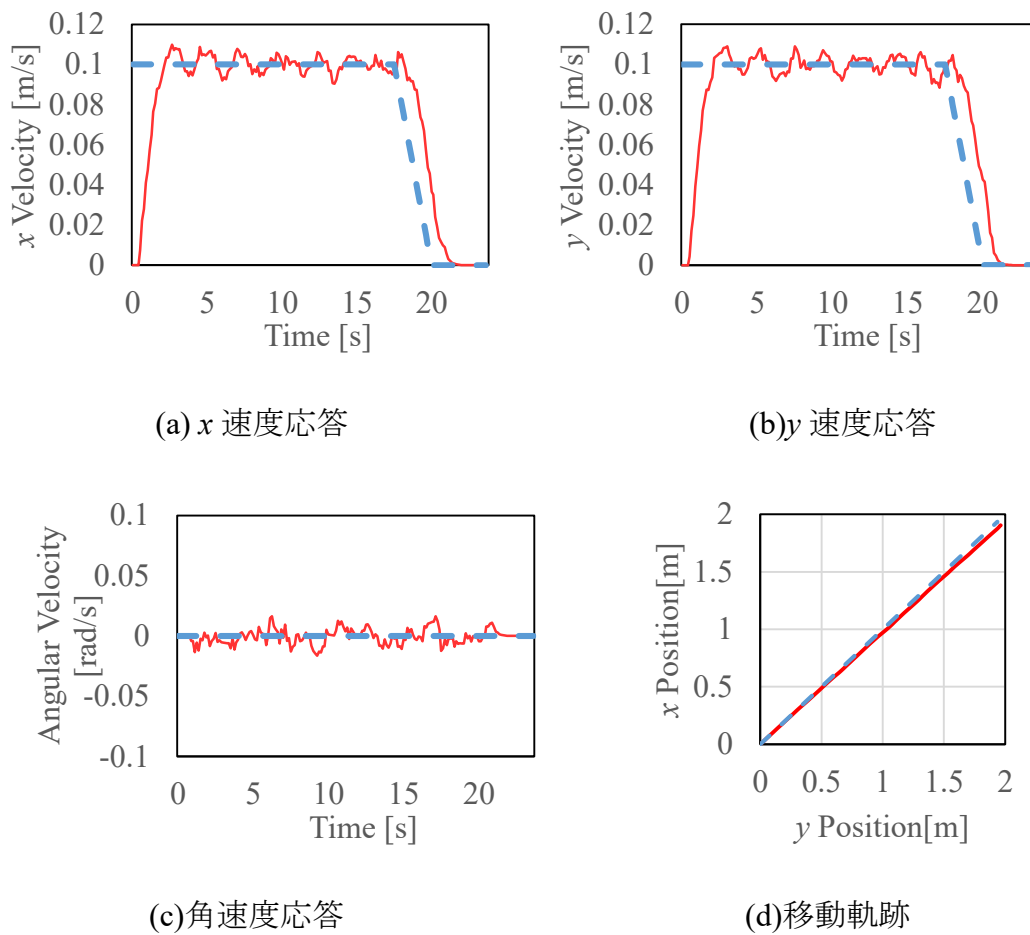 0.12
0.1
0.08
0.06
0.04
0.02
0
x Velocity [m/s]
0 5 10 15 20
Time [s]
(a) x 速度応答
0.12
0.1
0.08
0.06
0.04
0.02
0
y Velocity [m/s]
0 5 10 15 20
Time [s]
(b)y 速度応答
0.1
0.05
0
-0.05
-0.1
Angular Velocity
[rad/s]
0 5 10 15 20
Time [s]
(c)角速度応答
2
1.5
1
0.5
0
x Position[m]
0 0.5 1 1.5 2
y Position[m]
(d)移動軌跡